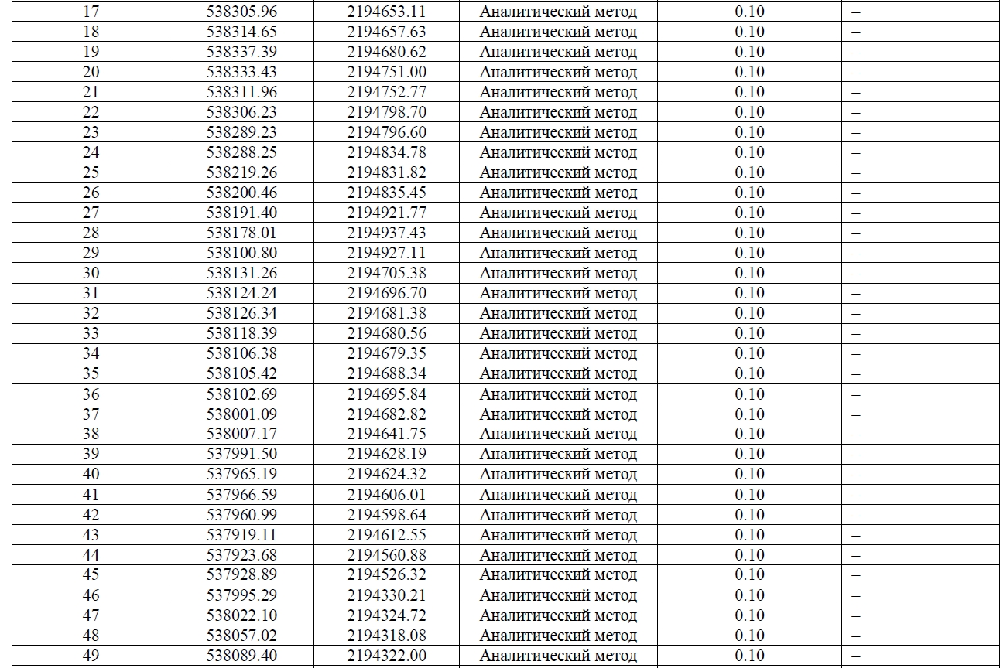 17 538305.96 2194653.11 Аналитический метод 0.10 –
18 538314.65 2194657.63 Аналитический метод 0.10 –
19 538337.39 2194680.62 Аналитический метод 0.10 –
20 538333.43 2194751.00 Аналитический метод 0.10 –
21 538311.96 2194752.77 Аналитический метод 0.10 –
22 538306.23 2194798.70 Аналитический метод 0.10 –
23 538289.23 2194796.60 Аналитический метод 0.10 –
24 538288.25 2194834.78 Аналитический метод 0.10 –
25 538219.26 2194831.82 Аналитический метод 0.10 –
26 538200.46 2194835.45 Аналитический метод 0.10 –
27 538191.40 2194921.77 Аналитический метод 0.10 –
28 538178.01 2194937.43 Аналитический метод 0.10 –
29 538100.80 2194927.11 Аналитический метод 0.10 –
30 538131.26 2194705.38 Аналитический метод 0.10 –
31 538124.24 2194696.70 Аналитический метод 0.10 –
32 538126.34 2194681.38 Аналитический метод 0.10 –
33 538118.39 2194680.56 Аналитический метод 0.10 –
34 538106.38 2194679.35 Аналитический метод 0.10 –
35 538105.42 2194688.34 Аналитический метод 0.10 –
36 538102.69 2194695.84 Аналитический метод 0.10 –
37 538001.09 2194682.82 Аналитический метод 0.10 –
38 538007.17 2194641.75 Аналитический метод 0.10 –
39 537991.50 2194628.19 Аналитический метод 0.10 –
40 537965.19 2194624.32 Аналитический метод 0.10 –
41 537966.59 2194606.01 Аналитический метод 0.10 –
42 537960.99 2194598.64 Аналитический метод 0.10 –
43 537919.11 2194612.55 Аналитический метод 0.10 –
44 537923.68 2194560.88 Аналитический метод 0.10 –
45 537928.89 2194526.32 Аналитический метод 0.10 –
46 537995.29 2194330.21 Аналитический метод 0.10 –
47 538022.10 2194324.72 Аналитический метод 0.10 –
48 538057.02 2194318.08 Аналитический метод 0.10 –
49 538089.40 2194322.00 Аналитический метод 0.10 –